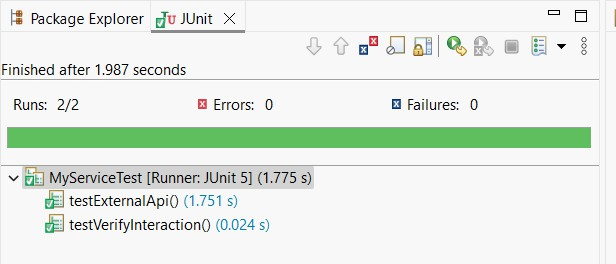 Package Explorer JUnit
Finished after 1.987 seconds
Runs: 2/2 Errors: 0 Failures: 0
MyServiceTest [Runner: JUnit 5] (1.775 s)
testExternalApi() (1.751 s)
testVerifyInteraction() (0.024 s)